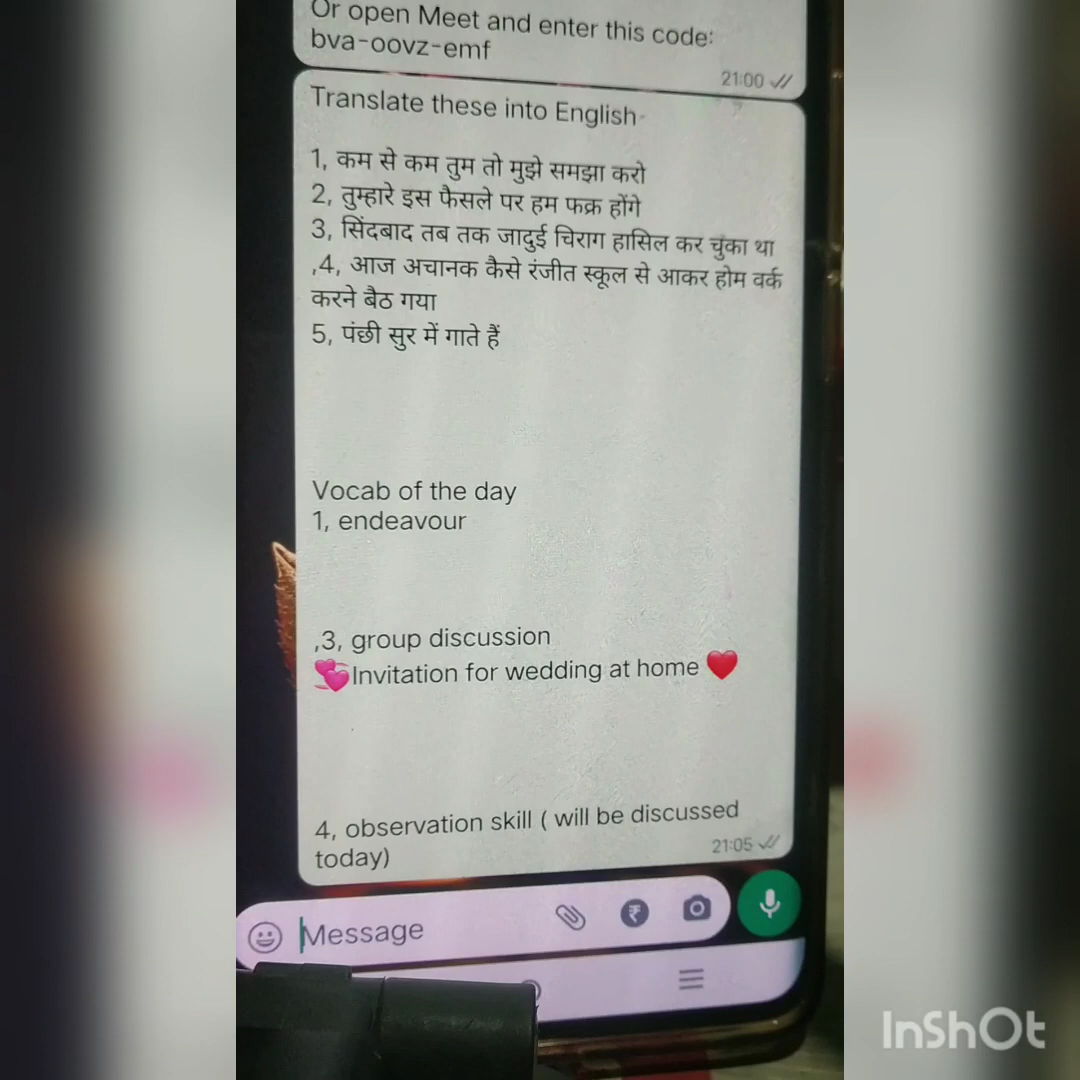 Or open Meet and enter this code:
bva-oovz-emf
21:00
Translate these into English-
1, कम से कम तुम तो मुझे समझा करो
2, तुम्हारे इस फैसले पर हम फक्र होंगे
3, सिंदबाद तब तक जादुई चिराग हासिल कर चुका था
,4, आज अचानक कैसे रंजीत स्कूल से आकर होम वर्क
करने बैठ गया
5, पंछी सुर में गाते हैं
Vocab of the day
1, endeavour
,3, group discussion
💞Invitation for wedding at home ❤️
4, observation skill ( will be discussed
today)
21:05
Message
InShOt